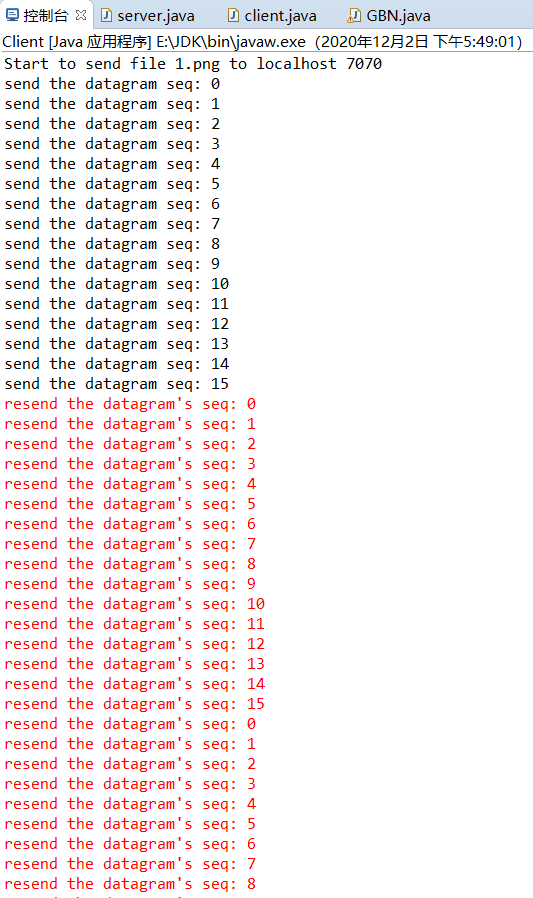 控制台 server.java client.java GBN.java
Client [Java 应用程序] E:\JDK\bin\javaw.exe（2020年12月2日 下午5:49:01）
Start to send file 1.png to localhost 7070
send the datagram seq: 0
send the datagram seq: 1
send the datagram seq: 2
send the datagram seq: 3
send the datagram seq: 4
send the datagram seq: 5
send the datagram seq: 6
send the datagram seq: 7
send the datagram seq: 8
send the datagram seq: 9
send the datagram seq: 10
send the datagram seq: 11
send the datagram seq: 12
send the datagram seq: 13
send the datagram seq: 14
send the datagram seq: 15
resend the datagram's seq: 0
resend the datagram's seq: 1
resend the datagram's seq: 2
resend the datagram's seq: 3
resend the datagram's seq: 4
resend the datagram's seq: 5
resend the datagram's seq: 6
resend the datagram's seq: 7
resend the datagram's seq: 8
resend the datagram's seq: 9
resend the datagram's seq: 10
resend the datagram's seq: 11
resend the datagram's seq: 12
resend the datagram's seq: 13
resend the datagram's seq: 14
resend the datagram's seq: 15
resend the datagram's seq: 0
resend the datagram's seq: 1
resend the datagram's seq: 2
resend the datagram's seq: 3
resend the datagram's seq: 4
resend the datagram's seq: 5
resend the datagram's seq: 6
resend the datagram's seq: 7
resend the datagram's seq: 8